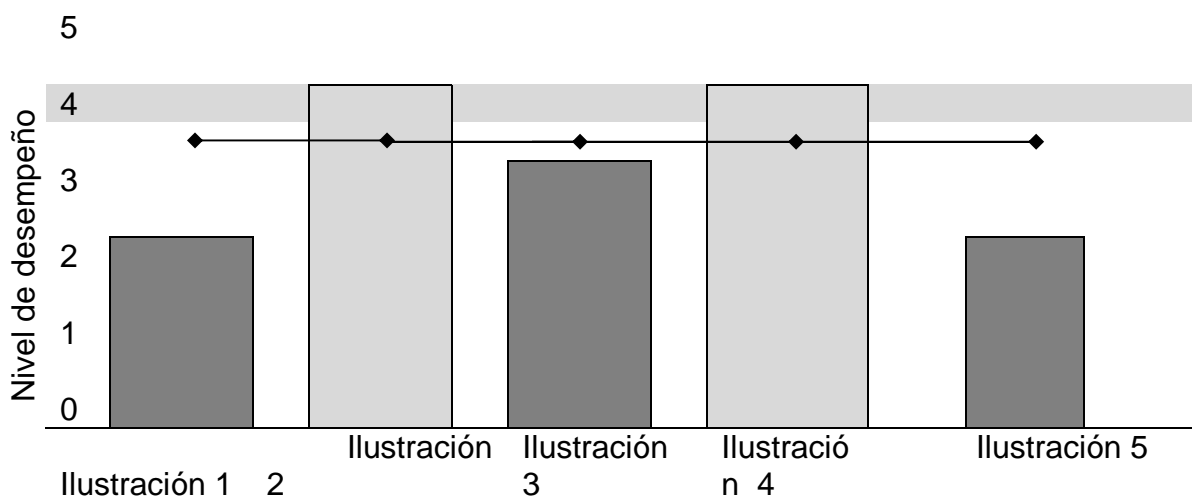 5
4
3
2
1
0
Nivel de desempeño
Ilustración 1
Ilustración
2
Ilustración
3
Ilustració
n 4
Ilustración 5